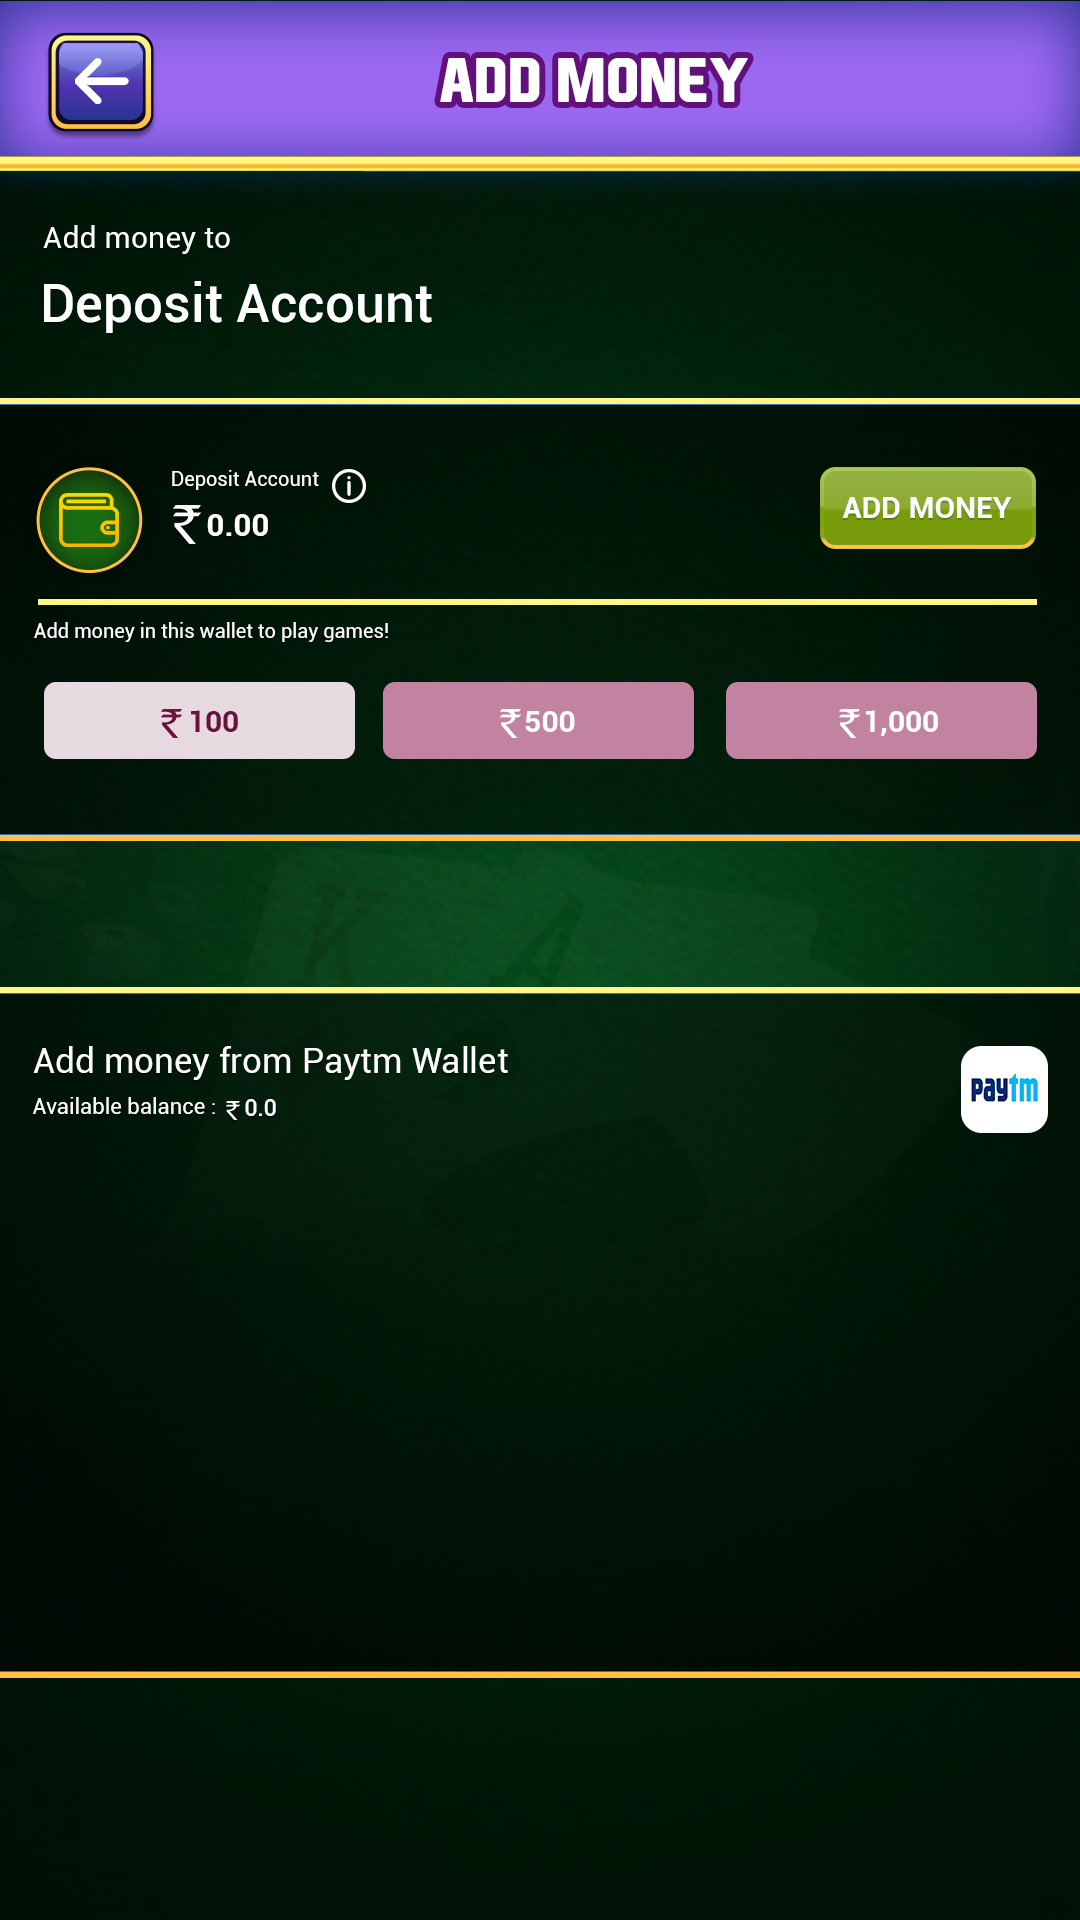 ADD MONEY
Add money to
Deposit Account
Deposit Account
₹ 0.00
ADD MONEY
Add money in this wallet to play games!
₹ 100
₹ 500
₹ 1,000
K
A
Add money from Paytm Wallet
Available balance : ₹ 0.0
paytm